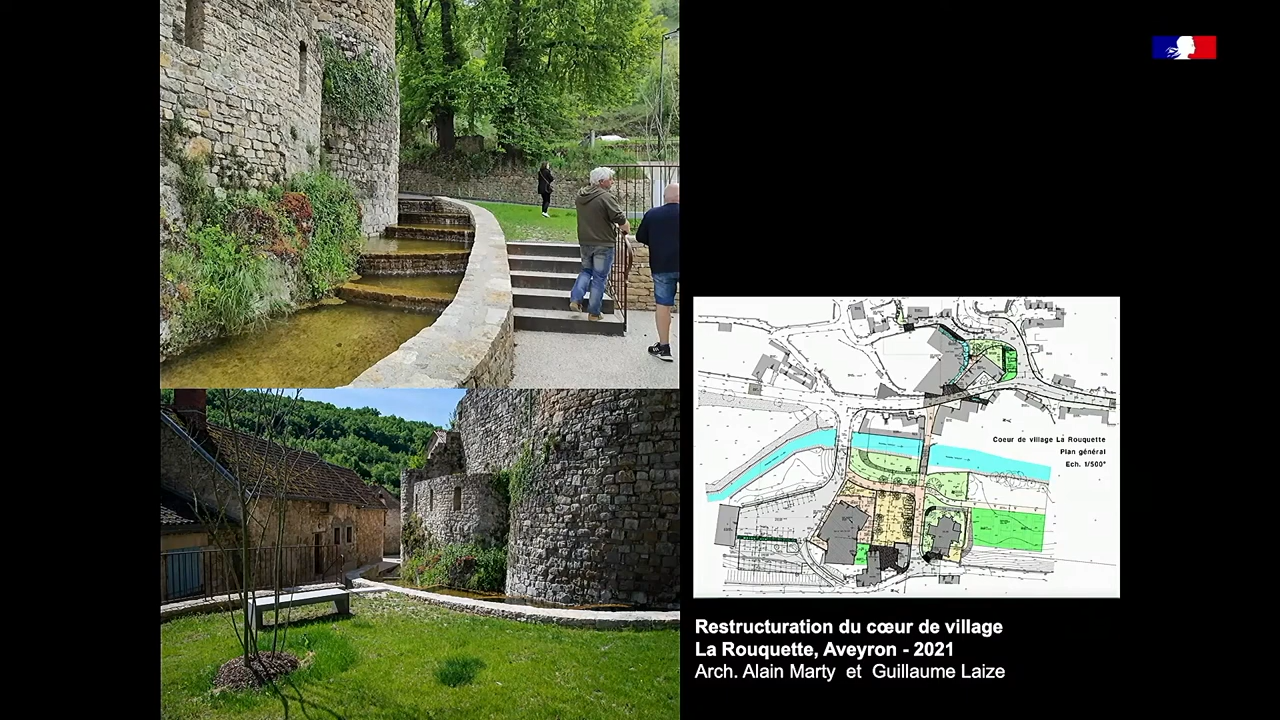 Coeur de village La Rouquette
Plan général
Ech. 1/500°
Restructuration du cœur de village
La Rouquette, Aveyron - 2021
Arch. Alain Marty et Guillaume Laize